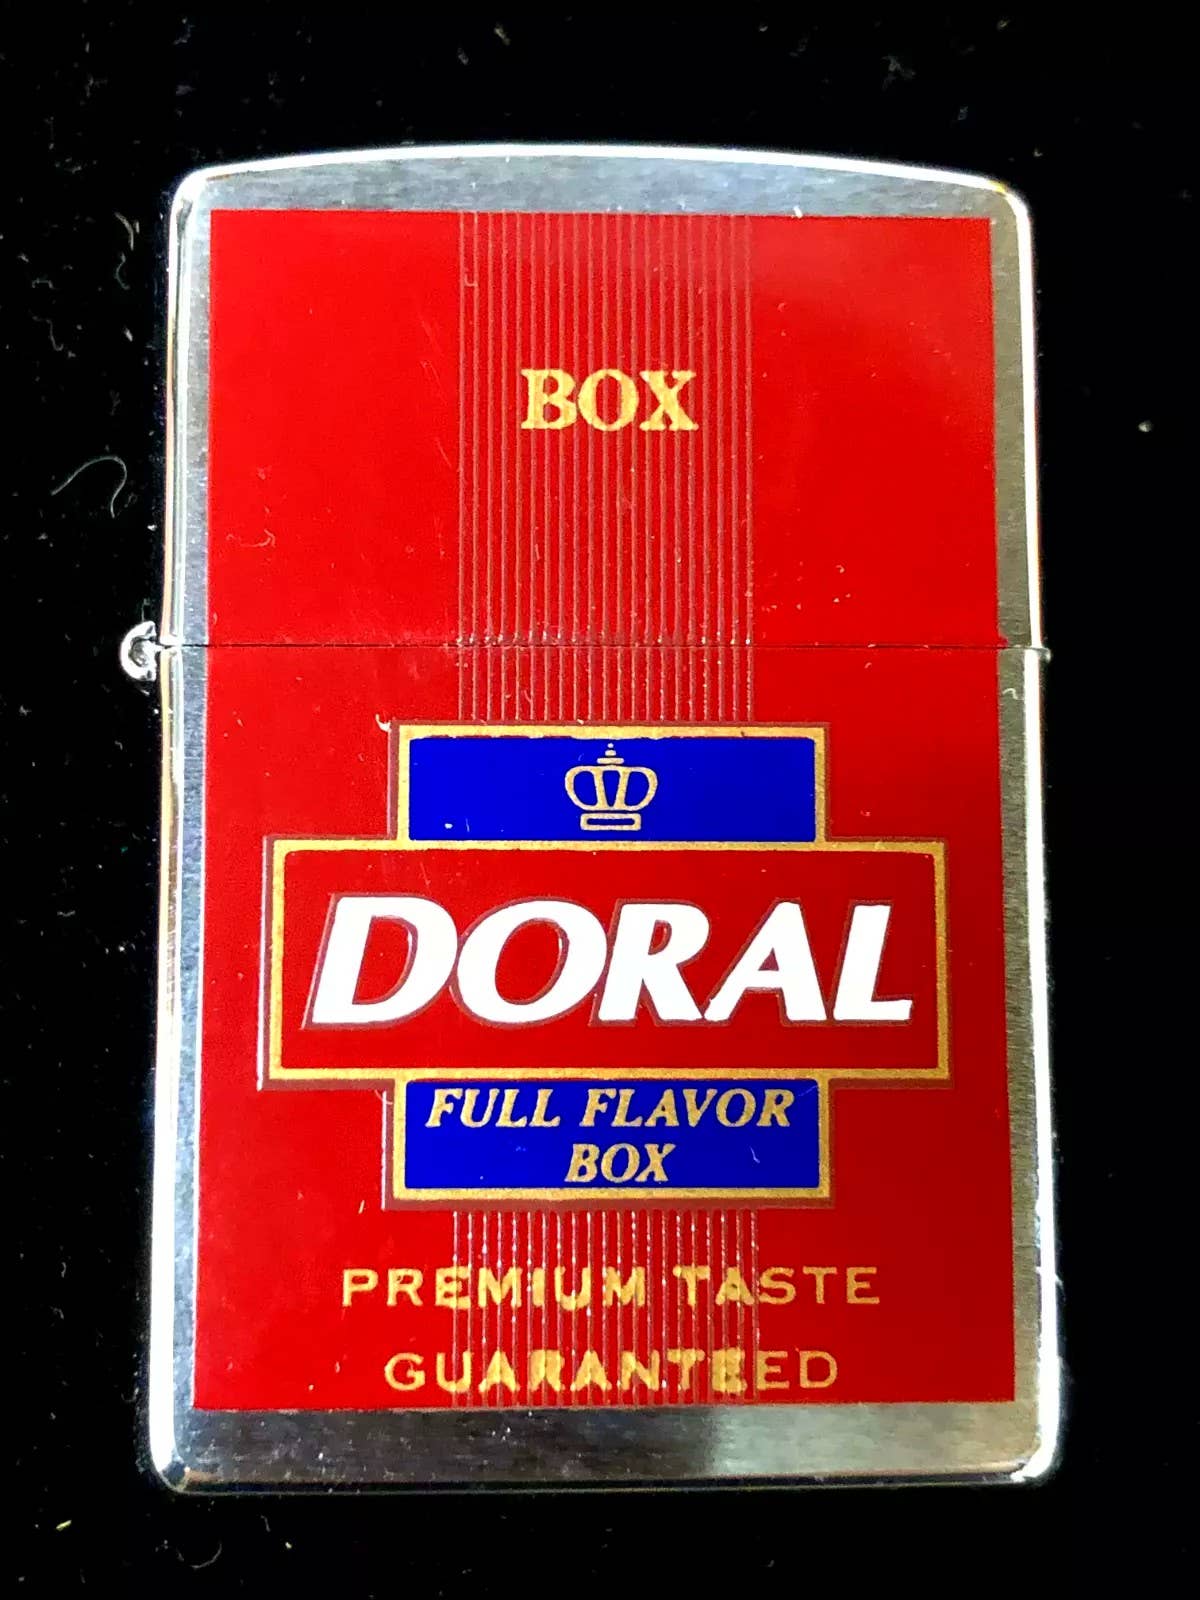 BOX
DORAL
FULL FLAVOR
BOX
PREMIUM TASTE
GUARANTEED